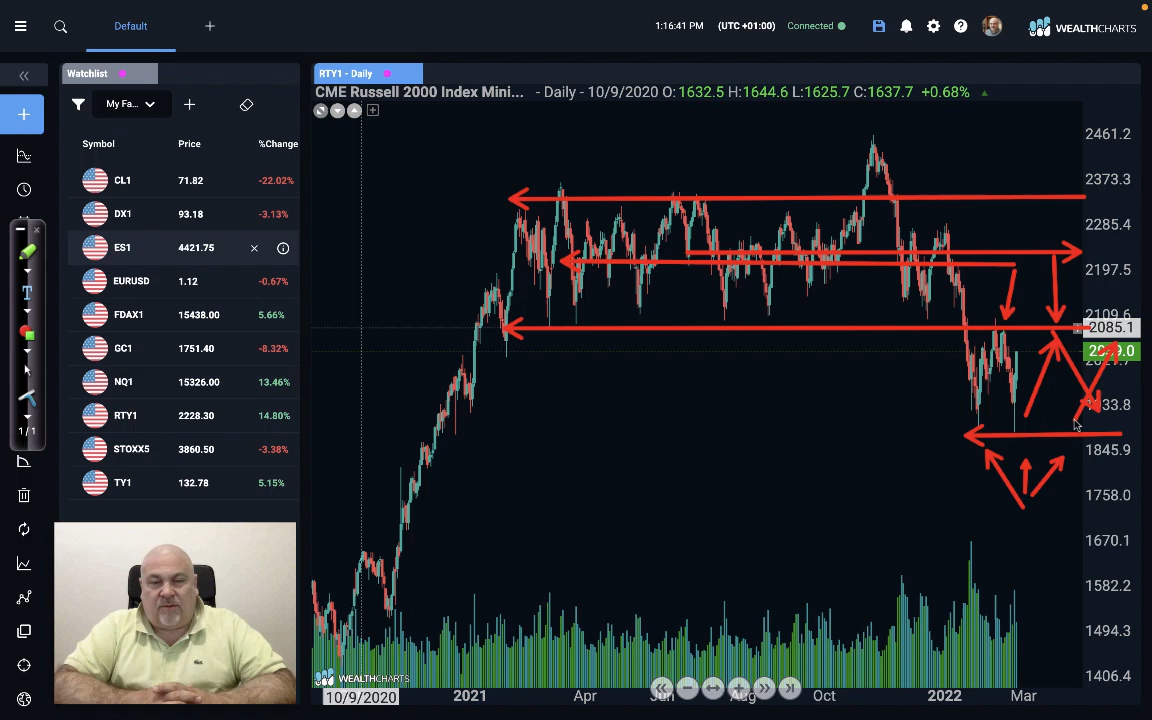 Default
1:16:41 PM (UTC +01:00) Connected
WEALTHCHARTS
Watchlist
My Fa...
Symbol Price %Change
CL1 71.82 -22.02%
DX1 93.18 -3.13%
ES1 4421.75
EURUSD 1.12 -0.67%
FDAX1 15438.00 5.66%
GC1 1751.40 -8.32%
NQ1 15326.00 13.46%
RTY1 2228.30 14.80%
STOXX5 3860.50 -3.38%
TY1 132.78 5.15%
T
1/1
RTY1 - Daily
CME Russell 2000 Index Mini... - Daily - 10/9/2020 O: 1632.5 H: 1644.6 L: 1625.7 C: 1637.7 +0.68%
2461.2
2373.3
2285.4
2197.5
2109.6
2085.1
1845.9
1758.0
1670.1
1582.2
1494.3
1406.4
WEALTHCHARTS
10/9/2020 2021 Apr Jun Aug Oct 2022 Mar